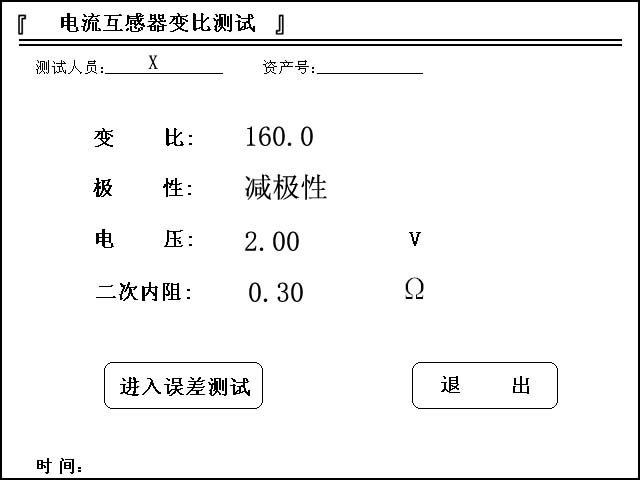 『 电流互感器变比测试 』
测试人员: X 资产号:
变 比: 160.0
极 性: 减极性
电 压: 2.00 V
二次内阻: 0.30 Ω
进入误差测试 退 出
时 间: